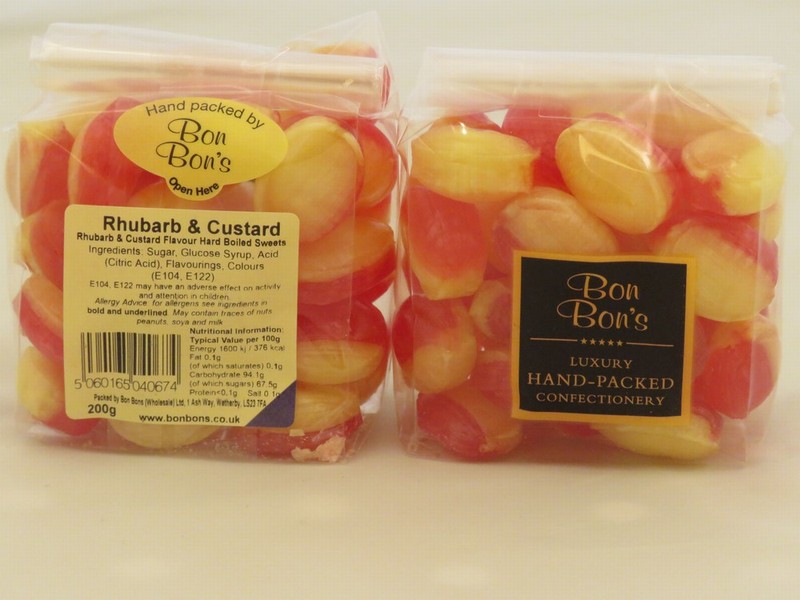 Hand packed by
Bon
Bon's
Open Here
Rhubarb & Custard
Rhubarb & Custard Flavour Hard Boiled Sweets
Ingredients: Sugar, Glucose Syrup, Acid
(Citric Acid), Flavourings, Colours
(E104, E122)
E104, E122 may have an adverse effect on activity
and attention in children.
Allergy Advice: for allergens see ingredients in
bold and underlined. May contain traces of nuts,
peanuts, soya and milk
Nutritional Information:
Typical Value per 100g
Energy 1600 kj / 376 kcal
Fat 0.1g
(of which saturates) 0.1g
Carbohydrate 94.1g
(of which sugars) 67.5g
Protein<0.1g Salt 0.1g
5 060165 040674
Packed by Bon Bons (Wholesale) Ltd, 1 Ash Way, Wetherby, LS23 7FA
200g
www.bonbons.co.uk
Bon
Bon's
LUXURY
HAND-PACKED
CONFECTIONERY